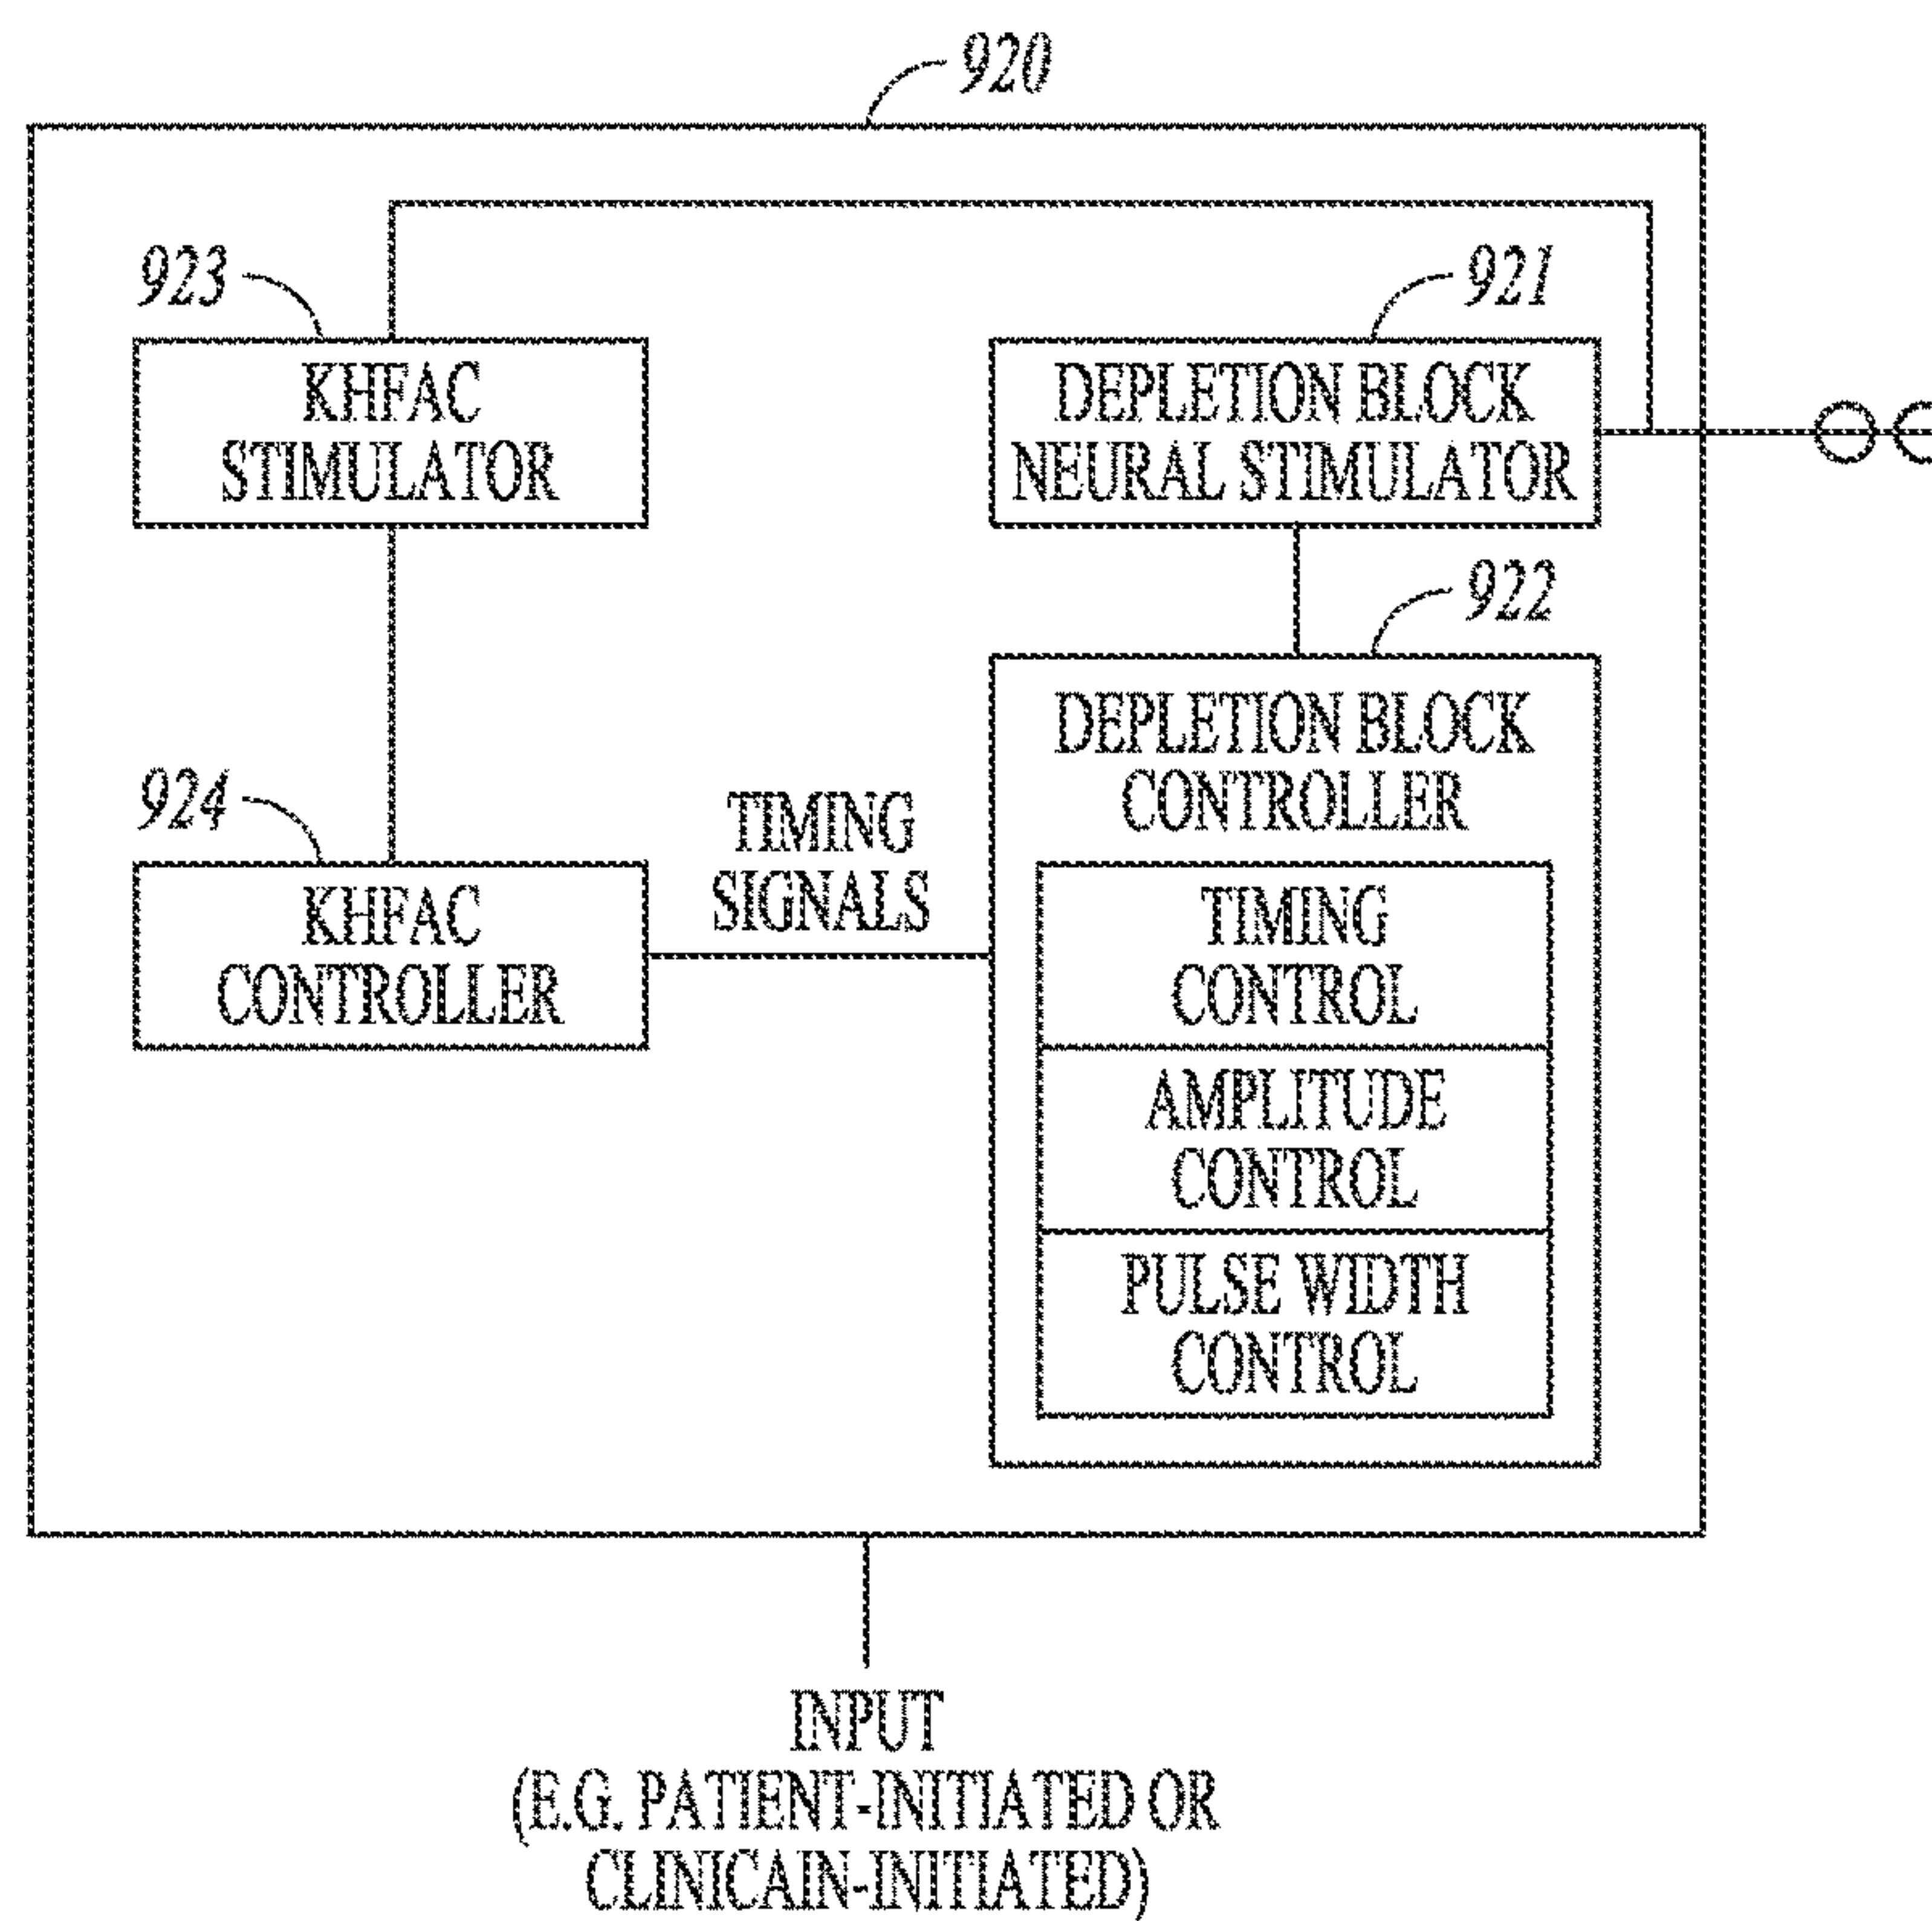 920
923
921
KHFAC
STIMULATOR
DEPLETION BLOCK
NEURAL STIMULATOR
922
DEPLETION BLOCK
CONTROLLER
924
TIMING
SIGNALS
KHFAC
CONTROLLER
TIMING
CONTROL
AMPLITUDE
CONTROL
PULSE WIDTH
CONTROL
INPUT
(E.G. PATIENT-INITIATED OR
CLINICAIN-INITIATED)